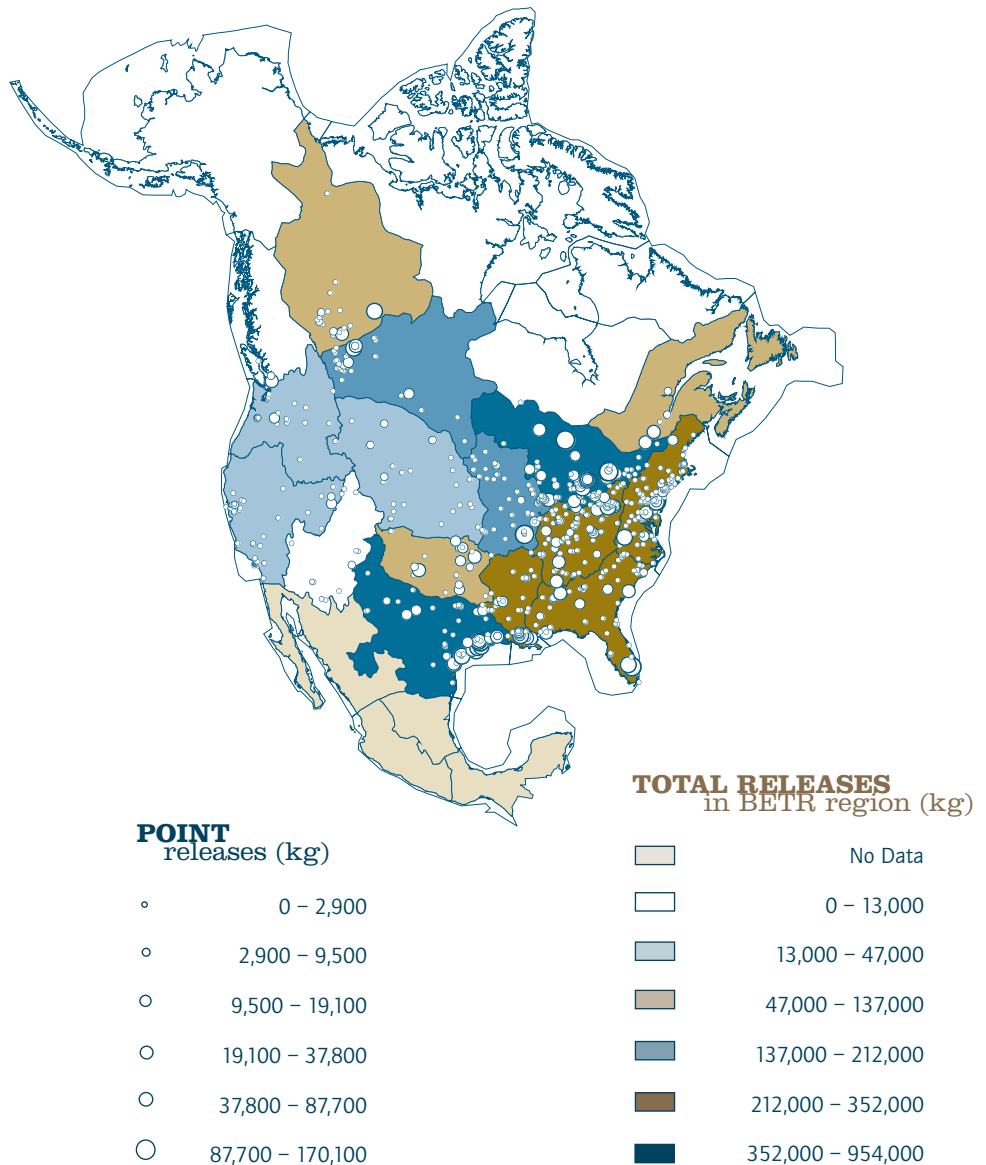 TOTAL RELEASES
in BETR region (kg)
POINT
releases (kg)
No Data
0 – 2,900
0 – 13,000
2,900 – 9,500
13,000 – 47,000
9,500 – 19,100
47,000 – 137,000
19,100 – 37,800
137,000 – 212,000
37,800 – 87,700
212,000 – 352,000
87,700 – 170,100
352,000 – 954,000